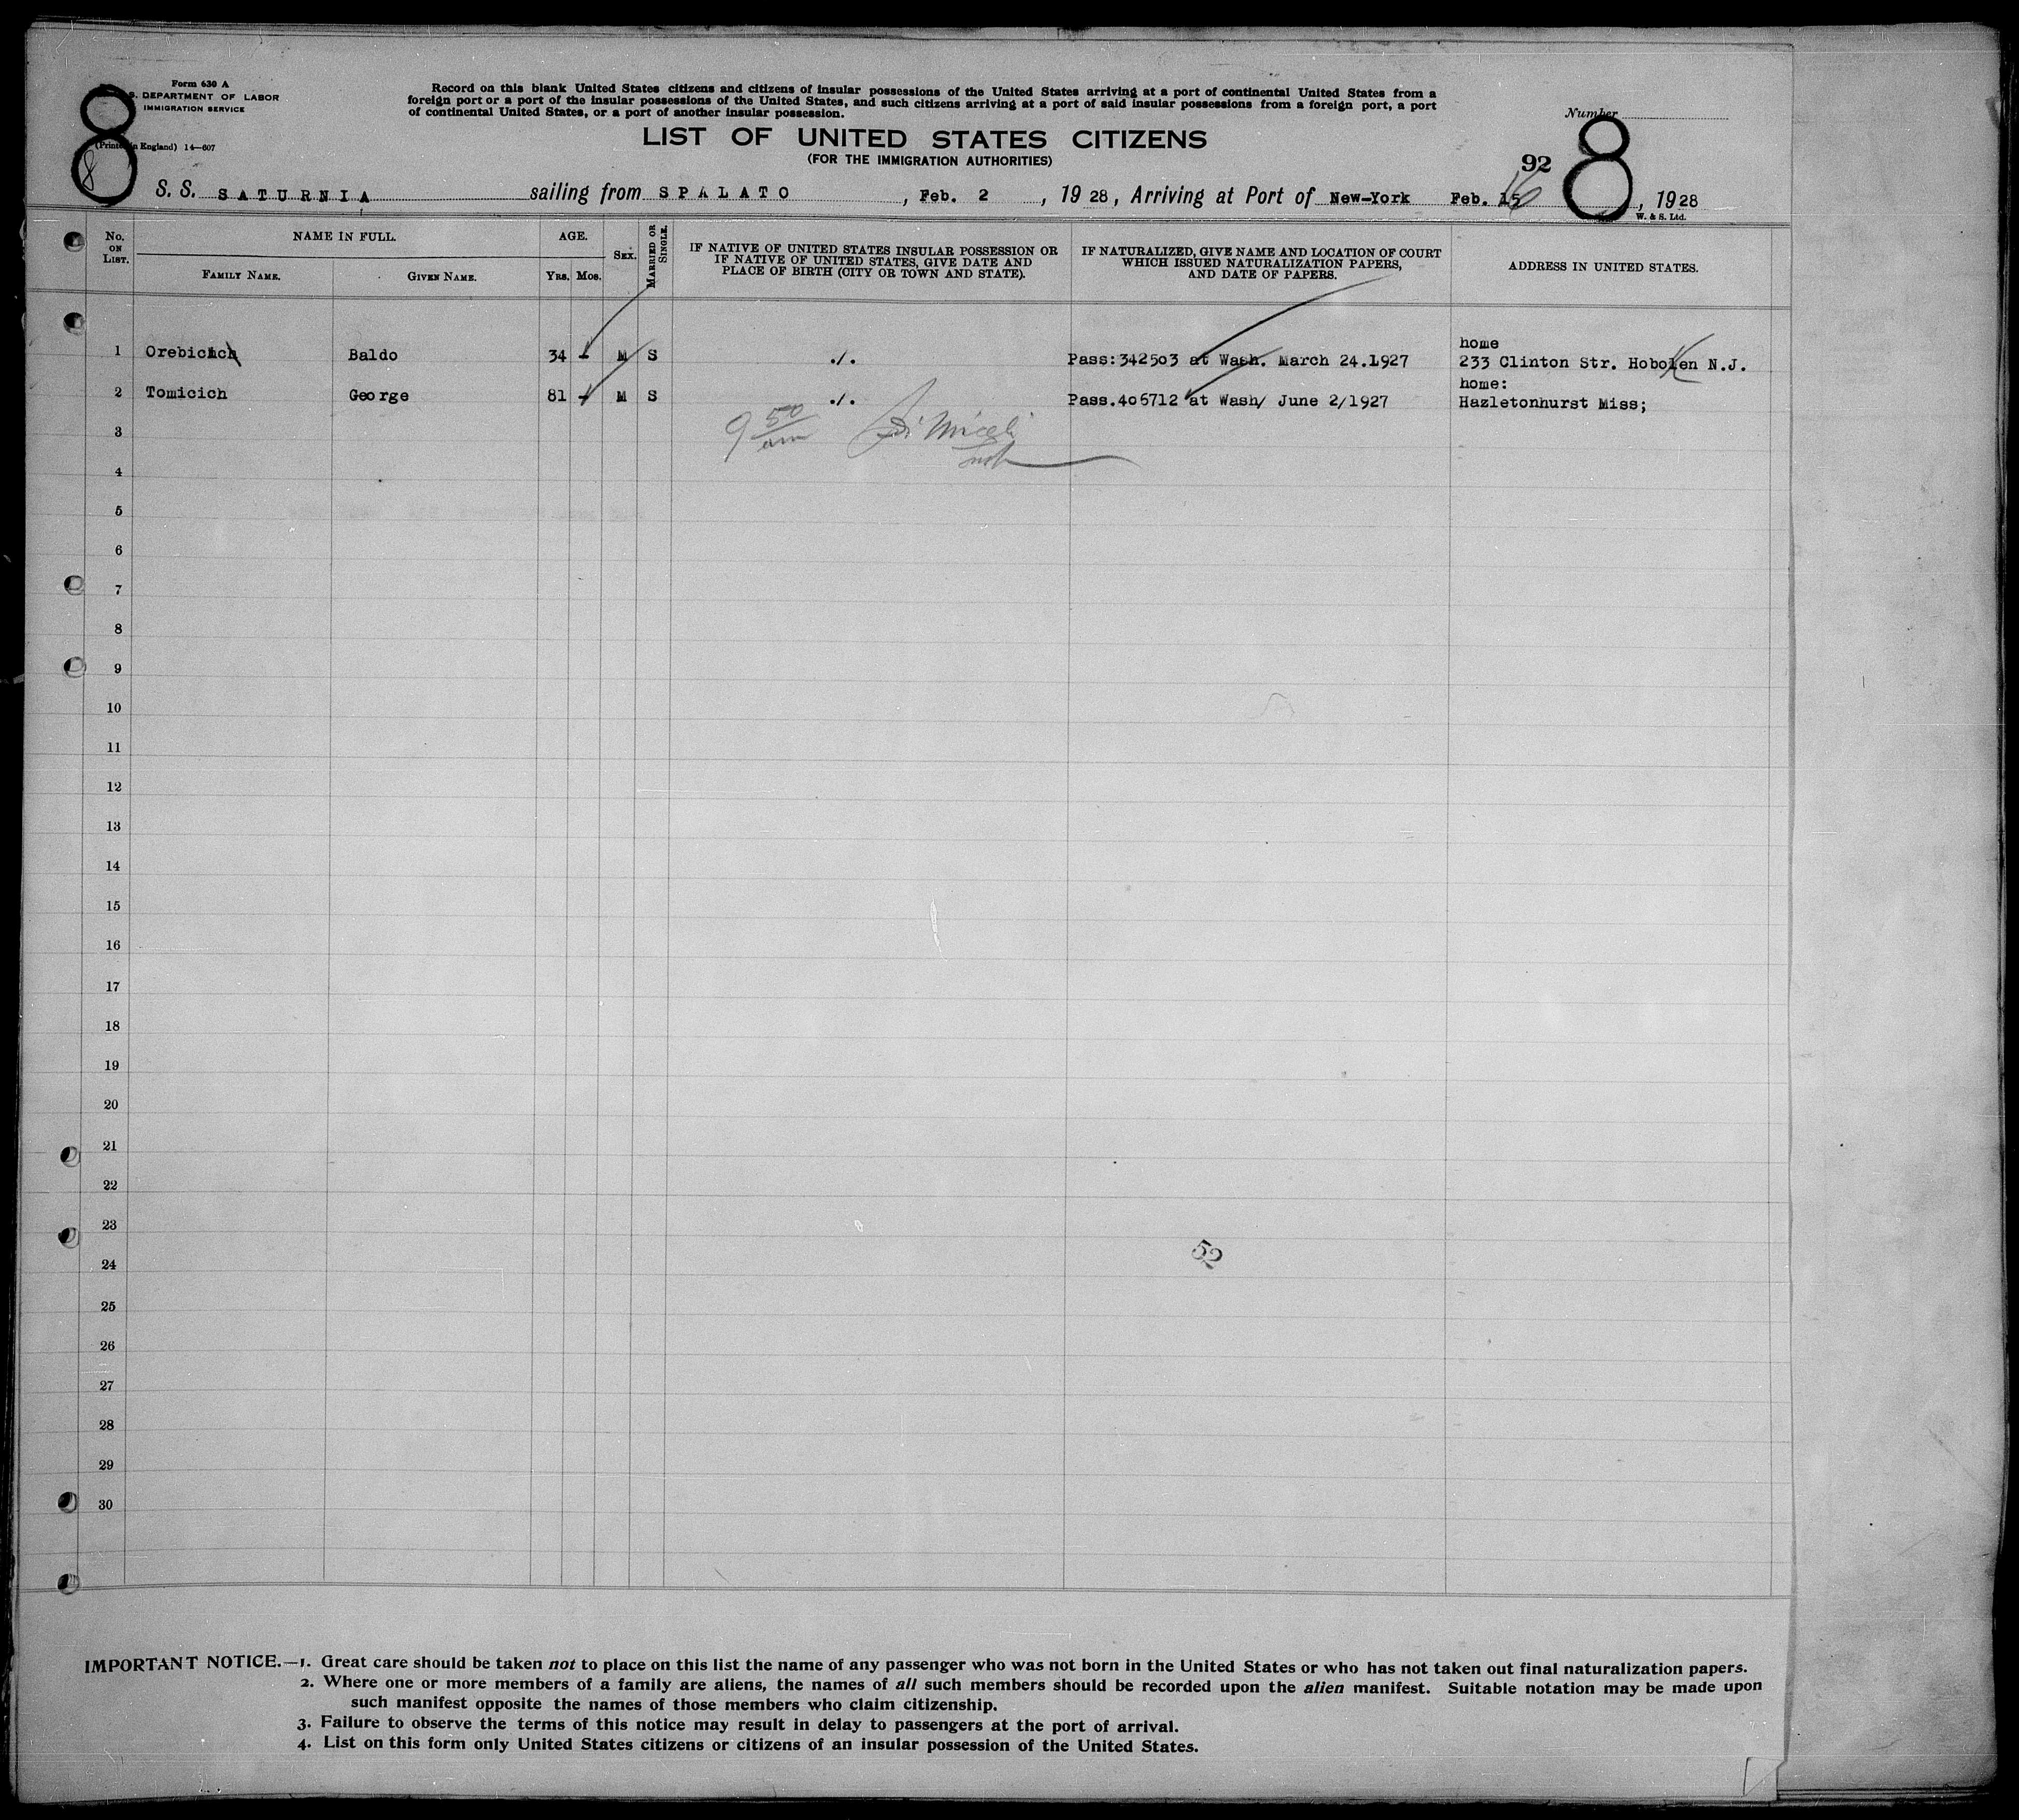 Form 630 A
S. DEPARTMENT OF LABOR
IMMIGRATION SERVICE
(Printed in England) 14—607
8
8
Record on this blank United States citizens and citizens of insular possessions of the United States arriving at a port of continental United States from a
foreign port or a port of the insular possessions of the United States, and such citizens arriving at a port of said insular possessions from a foreign port, a port
of continental United States, or a port of another insular possession.
LIST OF UNITED STATES CITIZENS
(FOR THE IMMIGRATION AUTHORITIES)
Number
92
8
S. S. SATURNIA sailing from SPALATO, Feb. 2, 1928, Arriving at Port of New-York Feb. 16, 1928
W. & S. Ltd.
No. ON LIST.
NAME IN FULL.
FAMILY NAME. GIVEN NAME.
AGE.
YRS. MOS.
SEX.
MARRIED OR SINGLE.
IF NATIVE OF UNITED STATES INSULAR POSSESSION OR
IF NATIVE OF UNITED STATES, GIVE DATE AND
PLACE OF BIRTH (CITY OR TOWN AND STATE).
IF NATURALIZED, GIVE NAME AND LOCATION OF COURT
WHICH ISSUED NATURALIZATION PAPERS,
AND DATE OF PAPERS.
ADDRESS IN UNITED STATES.
home
1 Orebicich Baldo 34 - M S ./. Pass:342503 at Wash. March 24.1927 233 Clinton Str. Hoboken N.J.
home:
2 Tomicich George 81 - M S ./. Pass.406712 at Wash/ June 2/1927 Hazletonhurst Miss;
9 50 am
3
4
5
6
7
8
9
10
11
12
13
14
15
16
17
18
19
20
21
22
23
52
24
25
26
27
28
29
30
IMPORTANT NOTICE.—1. Great care should be taken not to place on this list the name of any passenger who was not born in the United States or who has not taken out final naturalization papers.
2. Where one or more members of a family are aliens, the names of all such members should be recorded upon the alien manifest. Suitable notation may be made upon
such manifest opposite the names of those members who claim citizenship.
3. Failure to observe the terms of this notice may result in delay to passengers at the port of arrival.
4. List on this form only United States citizens or citizens of an insular possession of the United States.